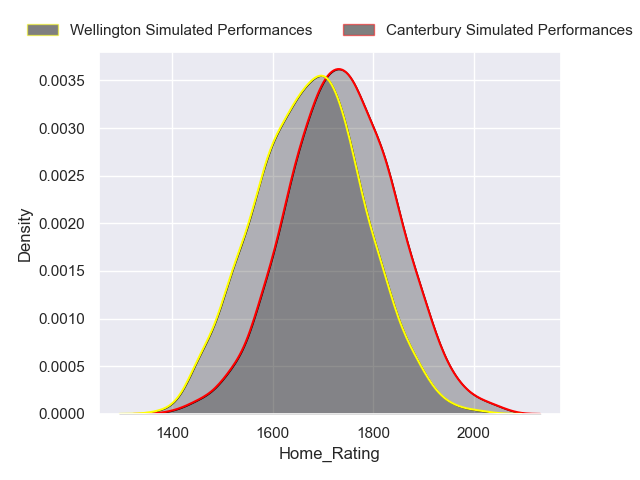 Wellington Simulated Performances Canterbury Simulated Performances
0.0035
0.0030
0.0025
0.0020
0.0015
0.0010
0.0005
0.0000
Density
1400 1600 1800 2000
Home_Rating